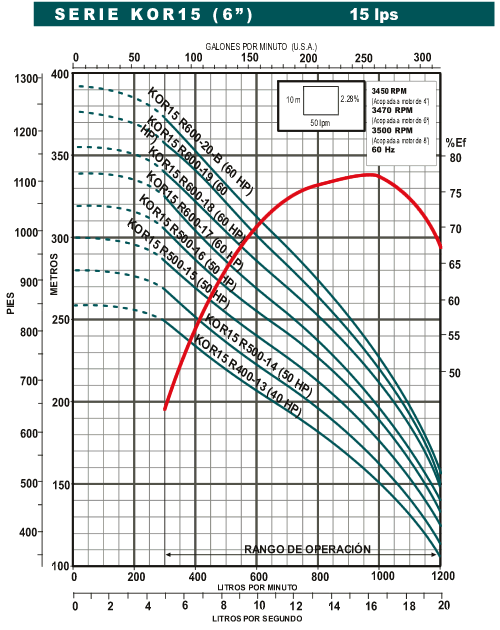 SERIE KOR15 (6”) 15 lps
GALONES POR MINUTO (U.S.A.)
0 50 100 150 200 250 300
PIES
1300
1200
1100
1000
900
800
700
600
500
400
METROS
400
350
300
250
200
150
100
10 m 2.28%
50 lpm
3450 RPM
(Acopada a motor de 4")
3470 RPM
(Acopada a motor de 6")
3500 RPM
(Acopada a motor de 8")
60 Hz
%Ef
80
75
70
65
60
55
50
KOR15 R600-20-B (60 HP)
KOR15 R600-19 (60
HP)
KOR15 R600-18 (60 HP)
KOR15 R600-17 (60 HP)
KOR15 R500-16 (50 HP)
KOR15 R500-15 (50 HP)
KOR15 R500-14 (50 HP)
KOR15 R400-13 (40 HP)
RANGO DE OPERACIÓN
0 200 400 600 800 1000 1200
LITROS POR MINUTO
0 2 4 6 8 10 12 14 16 18 20
LITROS POR SEGUNDO